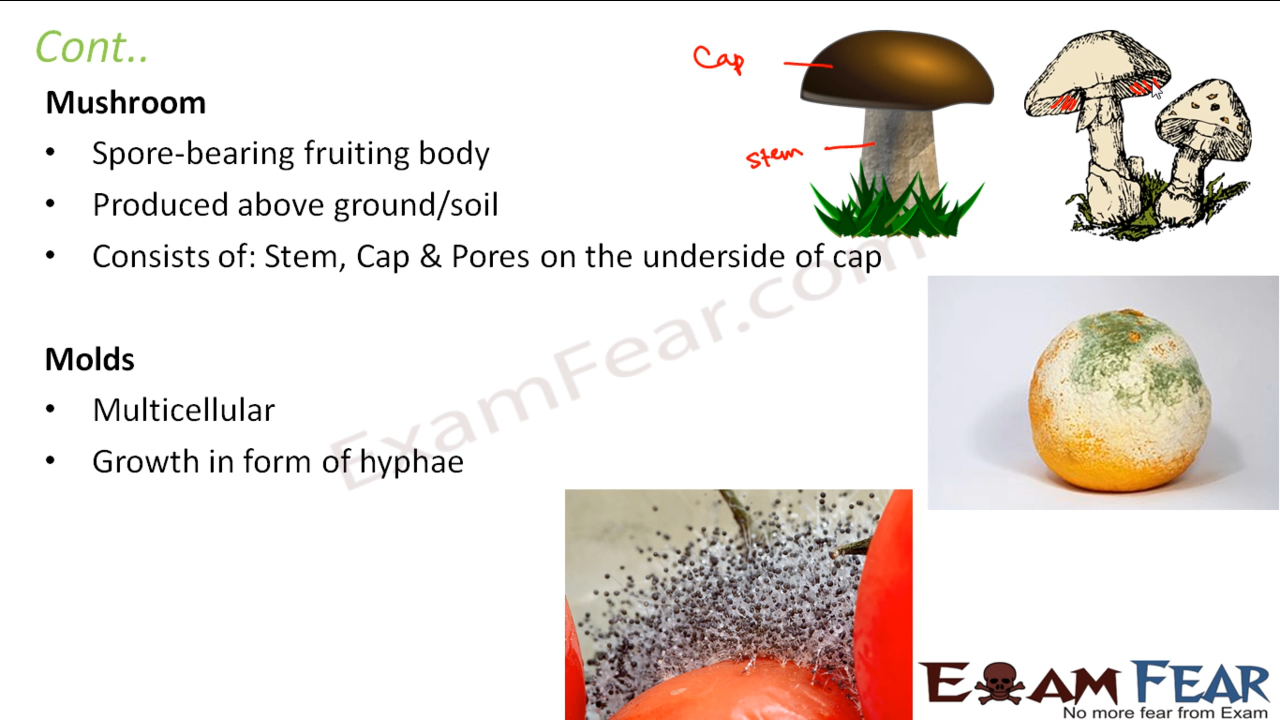 Cont..
Mushroom
• Spore-bearing fruiting body
• Produced above ground/soil
• Consists of: Stem, Cap & Pores on the underside of cap
Cap
Stem
Molds
• Multicellular
• Growth in form of hyphae
ExamFear.com
EXAM FEAR
No more fear from Exam